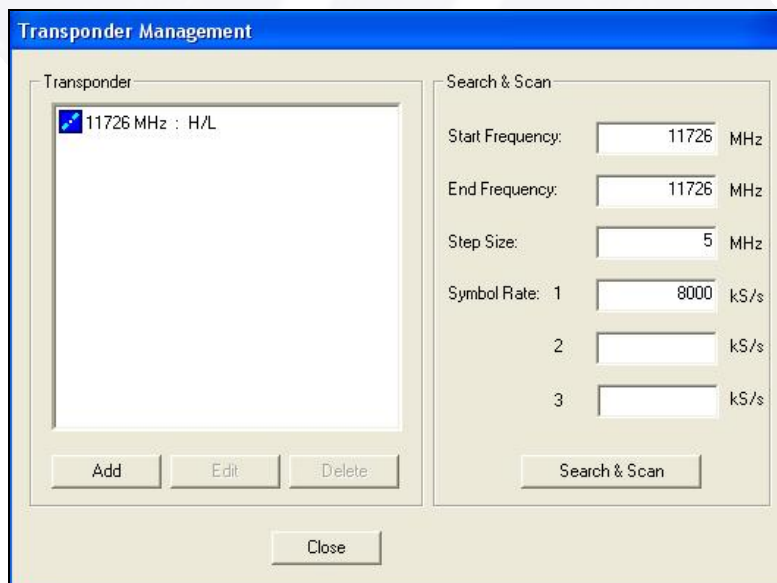 Transponder Management
Transponder
11726 MHz : H/L
Add Edit Delete
Search & Scan
Start Frequency: 11726 MHz
End Frequency: 11726 MHz
Step Size: 5 MHz
Symbol Rate: 1 8000 kS/s
2 kS/s
3 kS/s
Search & Scan
Close